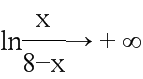 ln x/(8−x) → + ∞